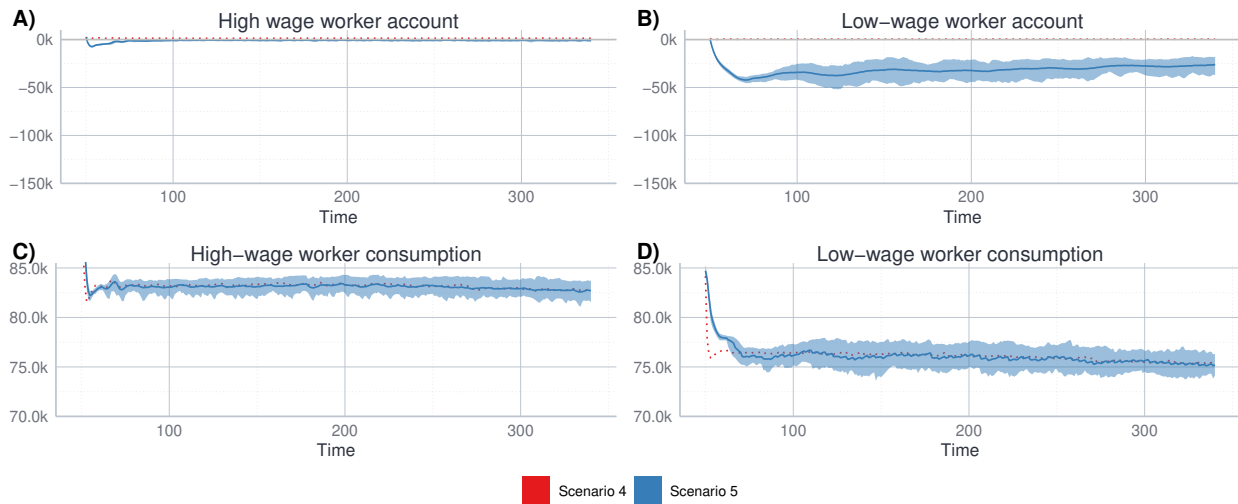 A) High wage worker account
0k
−50k
−100k
−150k
100 200 300
Time
B) Low−wage worker account
0k
−50k
−100k
−150k
100 200 300
Time
C) High−wage worker consumption
85.0k
80.0k
75.0k
70.0k
100 200 300
Time
D) Low−wage worker consumption
85.0k
80.0k
75.0k
70.0k
100 200 300
Time
Scenario 4 Scenario 5